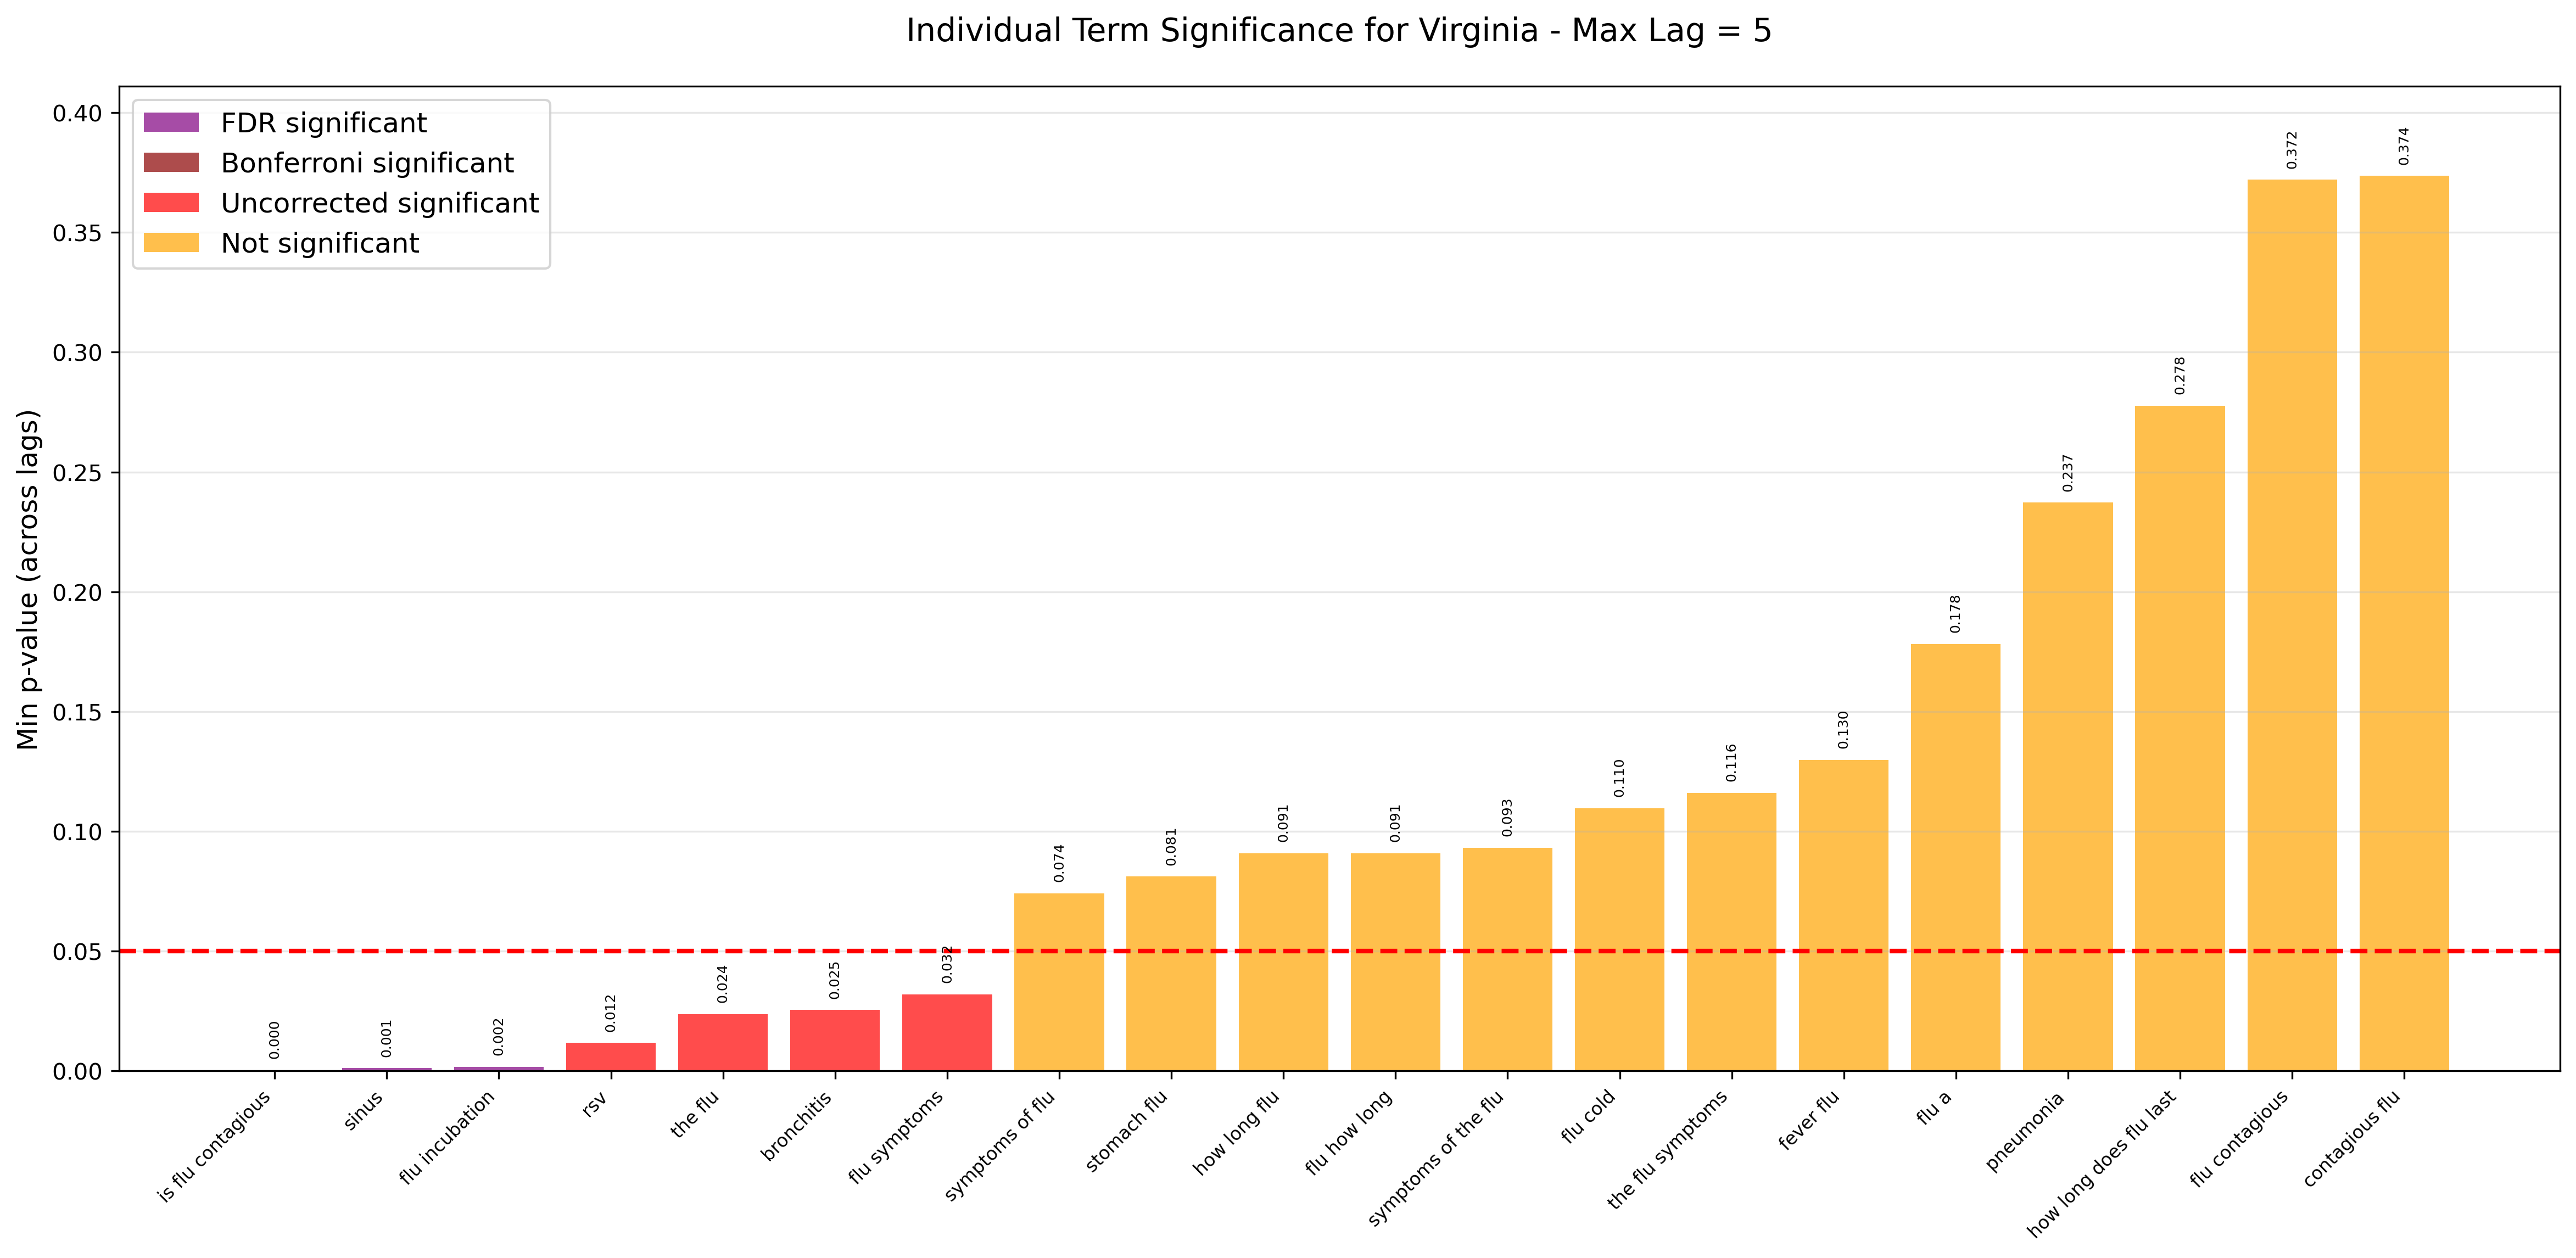 Individual Term Significance for Virginia - Max Lag = 5
FDR significant
Bonferroni significant
Uncorrected significant
Not significant
Min p-value (across lags)
0.40
0.35
0.30
0.25
0.20
0.15
0.10
0.05
0.00
0.000
0.001
0.002
0.012
0.024
0.025
0.032
0.074
0.081
0.091
0.091
0.093
0.110
0.116
0.130
0.178
0.237
0.278
0.372
0.374
is flu contagious
sinus
flu incubation
rsv
the flu
bronchitis
flu symptoms
symptoms of flu
stomach flu
how long flu
flu how long
symptoms of the flu
flu cold
the flu symptoms
fever flu
flu a
pneumonia
how long does flu last
flu contagious
contagious flu